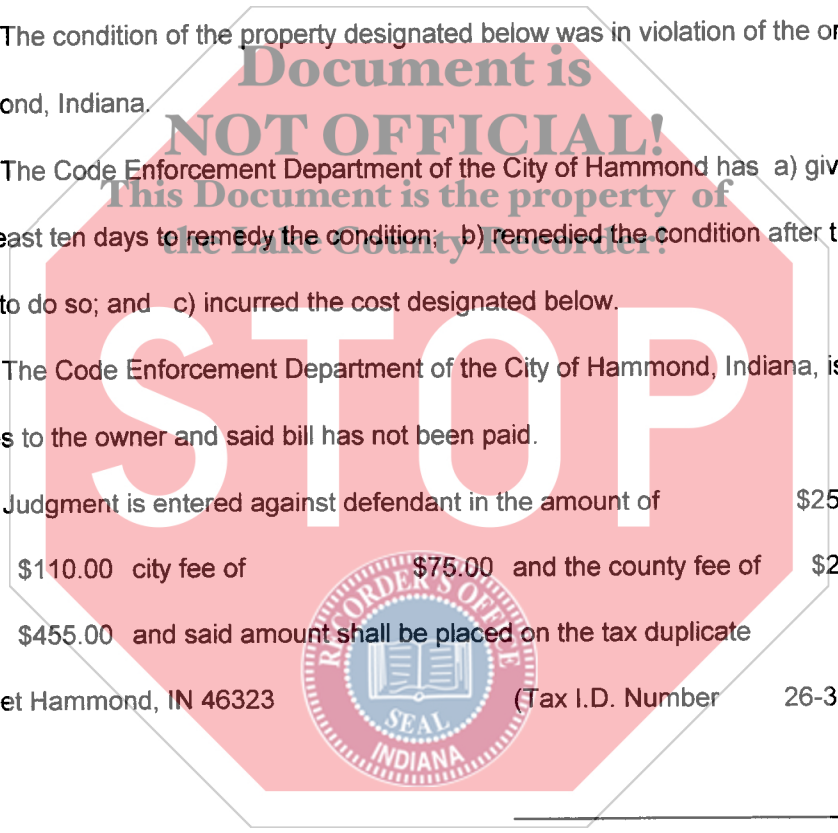 The condition of the property designated below was in violation of the or
Document is
ond, Indiana.
NOT OFFICIAL!
The Code Enforcement Department of the City of Hammond has a) giv
This Document is the property of
east ten days to remedy the condition; b) remedied the condition after t
the Lake County Recorder!
to do so; and c) incurred the cost designated below.
The Code Enforcement Department of the City of Hammond, Indiana, is
STOP
s to the owner and said bill has not been paid.
Judgment is entered against defendant in the amount of $25
$110.00 city fee of $75.00 and the county fee of $2
RECORDER'S OFFICE
$455.00 and said amount shall be placed on the tax duplicate
et Hammond, IN 46323 (Tax I.D. Number 26-3
SEAL
INDIANA